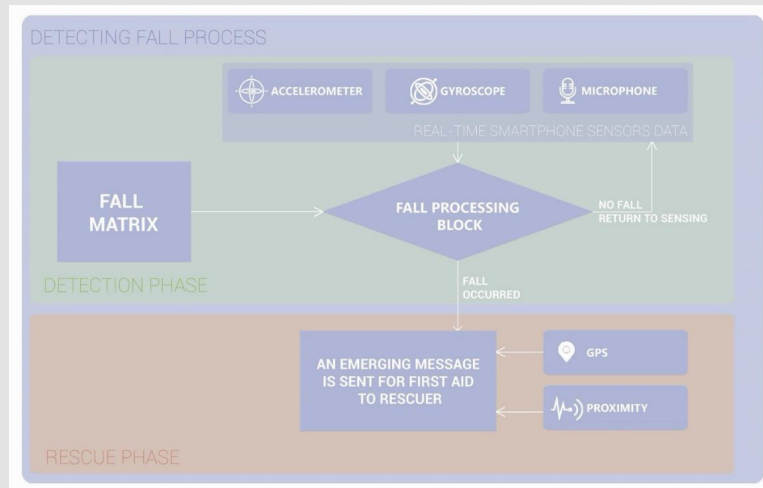 DETECTING FALL PROCESS
ACCELEROMETER
GYROSCOPE
MICROPHONE
REAL-TIME SMARTPHONE SENSORS DATA
FALL
MATRIX
FALL PROCESSING
BLOCK
NO FALL
RETURN TO SENSING
DETECTION PHASE
FALL
OCCURRED
AN EMERGING MESSAGE
IS SENT FOR FIRST AID
TO RESCUER
GPS
PROXIMITY
RESCUE PHASE